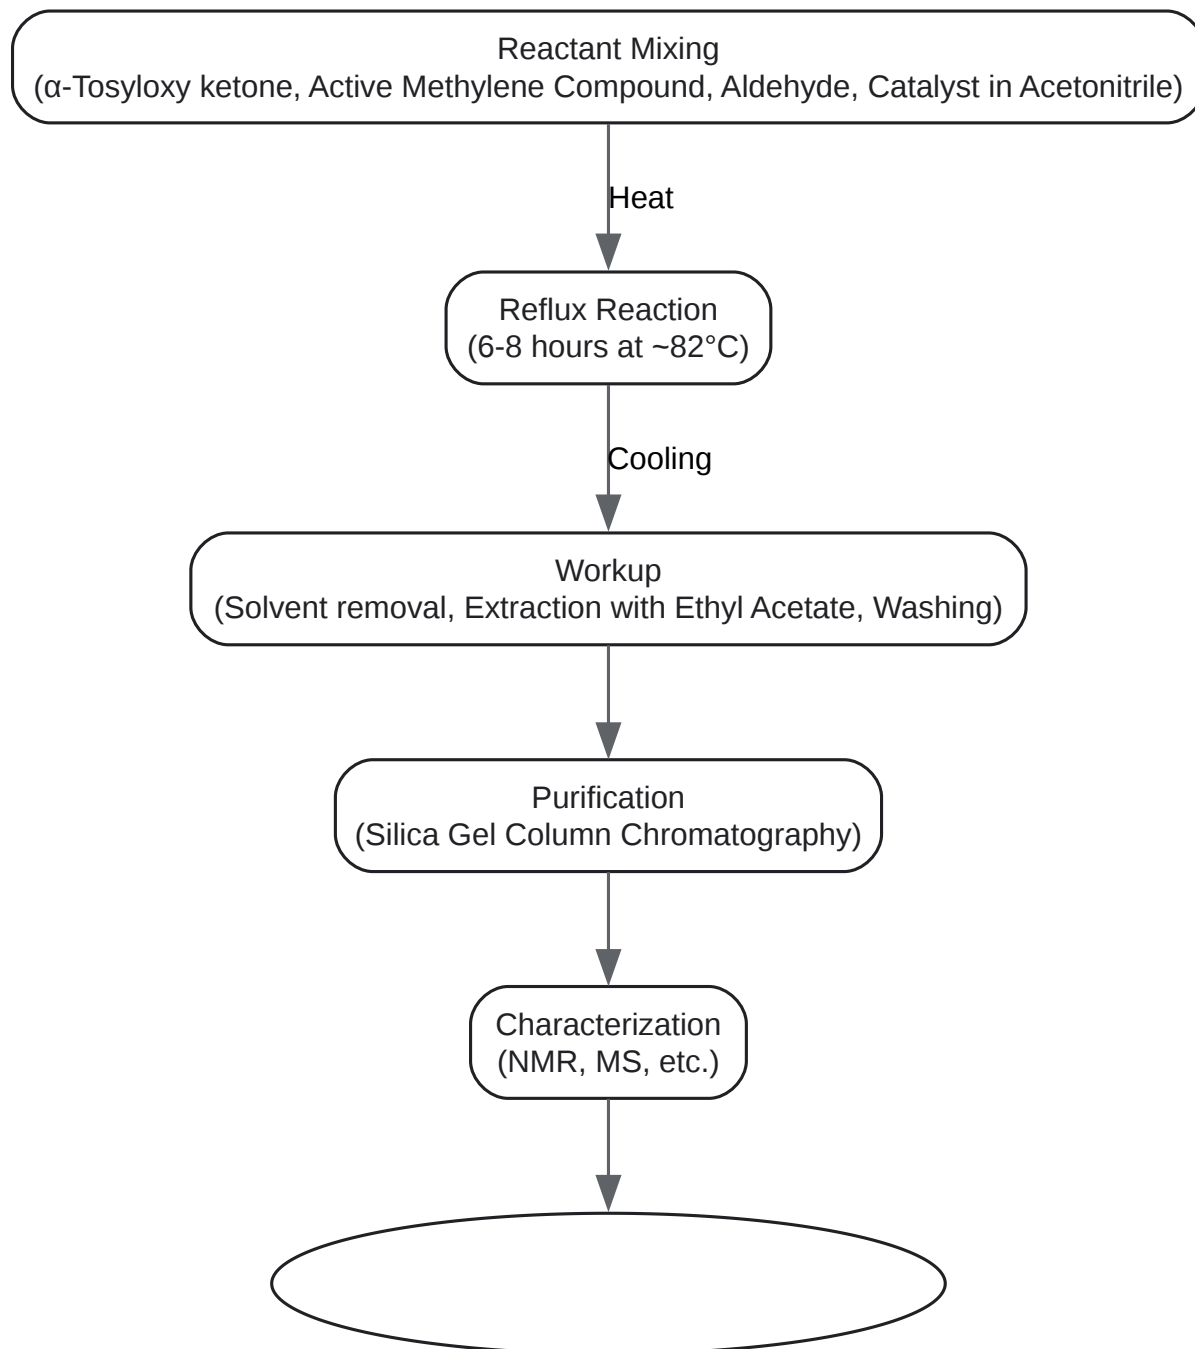 Reactant Mixing
(α-Tosyloxy ketone, Active Methylene Compound, Aldehyde, Catalyst in Acetonitrile)
Heat
Reflux Reaction
(6-8 hours at ~82°C)
Cooling
Workup
(Solvent removal, Extraction with Ethyl Acetate, Washing)
Purification
(Silica Gel Column Chromatography)
Characterization
(NMR, MS, etc.)